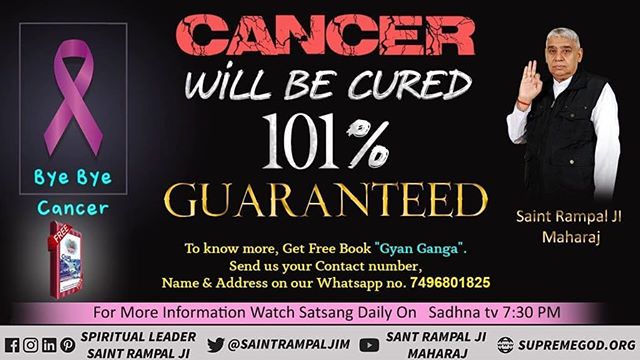 CANCER
WiLL BE CURED
101%
GUARANTEED
Bye Bye
Cancer
FREE
Saint Rampal JI
Maharaj
To know more, Get Free Book "Gyan Ganga".
Send us your Contact number,
Name & Address on our Whatsapp no. 7496801825
For More Information Watch Satsang Daily On Sadhna tv 7:30 PM
SPIRITUAL LEADER
SAINT RAMPAL JI
@SAINTRAMPALJIM
SANT RAMPAL JI
MAHARAJ
SUPREMEGOD.ORG